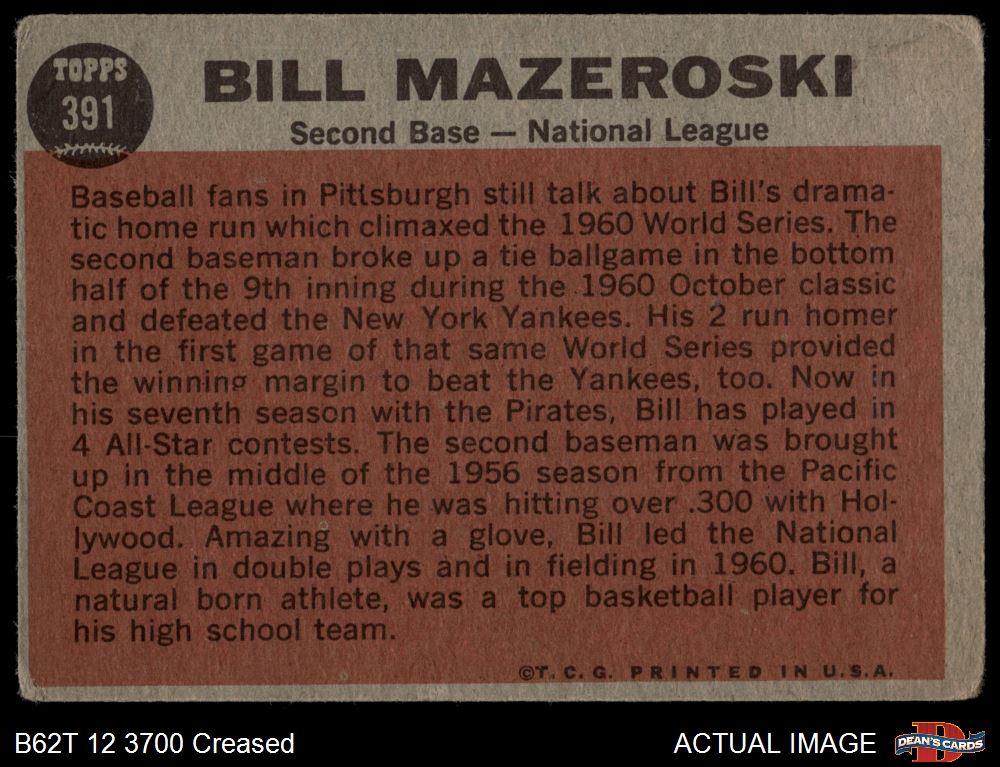 TOPPS
391
BILL MAZEROSKI
Second Base — National League
Baseball fans in Pittsburgh still talk about Bill's drama-
tic home run which climaxed the 1960 World Series. The
second baseman broke up a tie ballgame in the bottom
half of the 9th inning during the 1960 October classic
and defeated the New York Yankees. His 2 run homer
in the first game of that same World Series provided
the winning margin to beat the Yankees, too. Now in
his seventh season with the Pirates, Bill has played in
4 All-Star contests. The second baseman was brought
up in the middle of the 1956 season from the Pacific
Coast League where he was hitting over .300 with Hol-
lywood. Amazing with a glove, Bill led the National
League in double plays and in fielding in 1960. Bill, a
natural born athlete, was a top basketball player for
his high school team.
©T. C. G. PRINTED IN U.S.A.
B62T 12 3700 Creased
ACTUAL IMAGE
D
DEAN'S CARDS